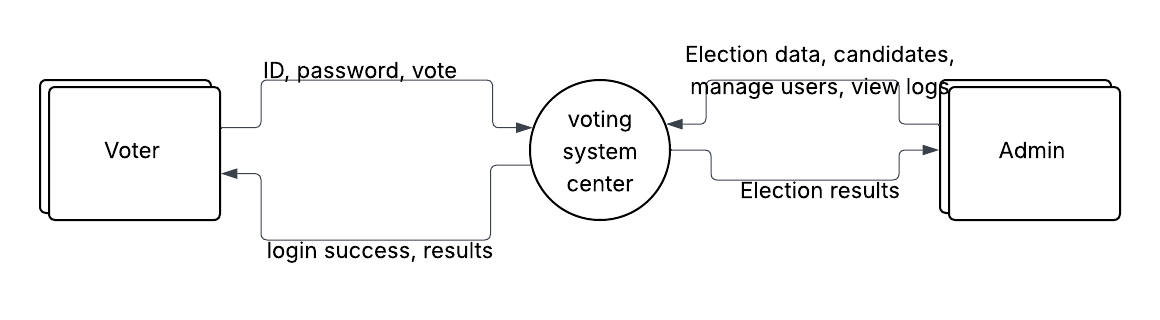 ID, password, vote
Election data, candidates,
manage users, view logs
Voter
voting
system
center
Admin
Election results
login success, results